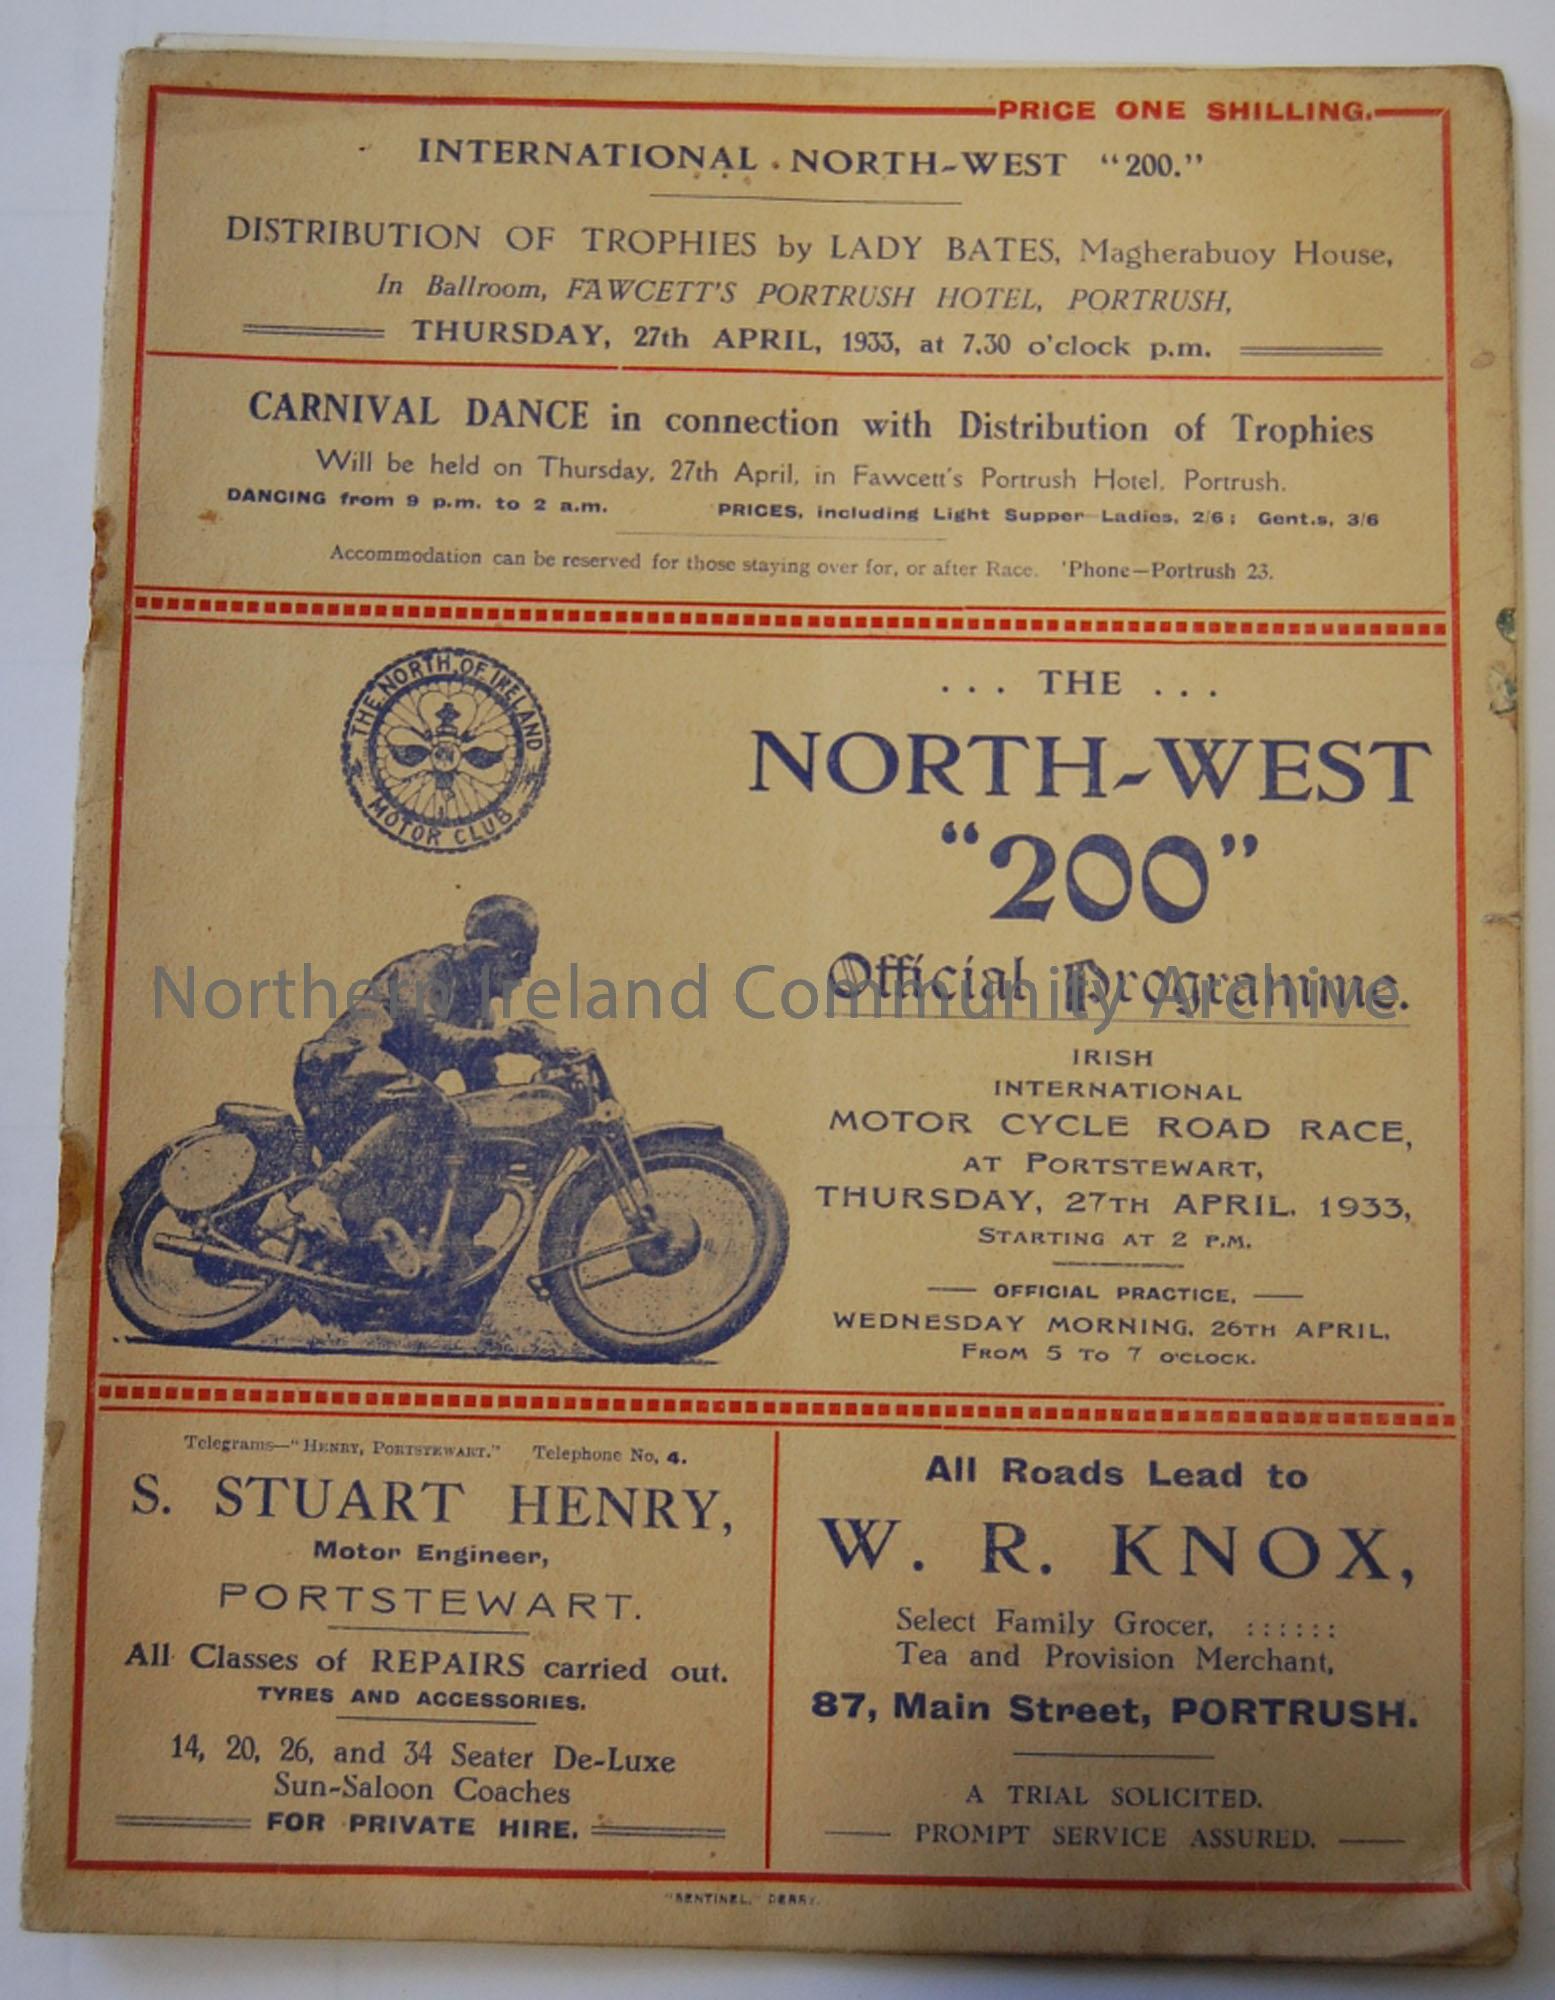 PRICE ONE SHILLING.
INTERNATIONAL NORTH-WEST "200."
DISTRIBUTION OF TROPHIES by LADY BATES, Magherabuoy House,
In Ballroom, FAWCETT'S PORTRUSH HOTEL, PORTRUSH,
THURSDAY, 27th APRIL, 1933, at 7.30 o'clock p.m.
CARNIVAL DANCE in connection with Distribution of Trophies
Will be held on Thursday, 27th April, in Fawcett's Portrush Hotel, Portrush.
DANCING from 9 p.m. to 2 a.m. PRICES, including Light Supper—Ladies, 2/6; Gent.s, 3/6
Accommodation can be reserved for those staying over for, or after Race. 'Phone—Portrush 23.
THE NORTH OF IRELAND
MOTOR CLUB
... THE ...
NORTH-WEST
"200"
Official Programme.
Northern Ireland Community Archive
IRISH
INTERNATIONAL
MOTOR CYCLE ROAD RACE,
AT PORTSTEWART,
THURSDAY, 27TH APRIL, 1933,
STARTING AT 2 P.M.
OFFICIAL PRACTICE,
WEDNESDAY MORNING, 26TH APRIL,
FROM 5 TO 7 O'CLOCK.
Telegrams—"HENRY, PORTSTEWART." Telephone No, 4.
S. STUART HENRY,
Motor Engineer,
PORTSTEWART.
All Classes of REPAIRS carried out.
TYRES AND ACCESSORIES.
14, 20, 26, and 34 Seater De-Luxe
Sun-Saloon Coaches
FOR PRIVATE HIRE.
All Roads Lead to
W. R. KNOX,
Select Family Grocer, ::::::
Tea and Provision Merchant,
87, Main Street, PORTRUSH.
A TRIAL SOLICITED.
PROMPT SERVICE ASSURED.
"SENTINEL," DERRY.